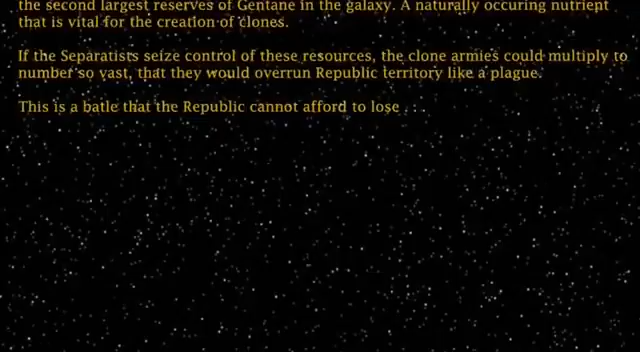 the second largest reserves of Gentane in the galaxy. A naturally occuring nutrient
that is vital for the creation of clones.
If the Separatists seize control of these resources, the clone armies could multiply to
number so vast, that they would overrun Republic territory like a plague.
This is a batle that the Republic cannot afford to lose . . .